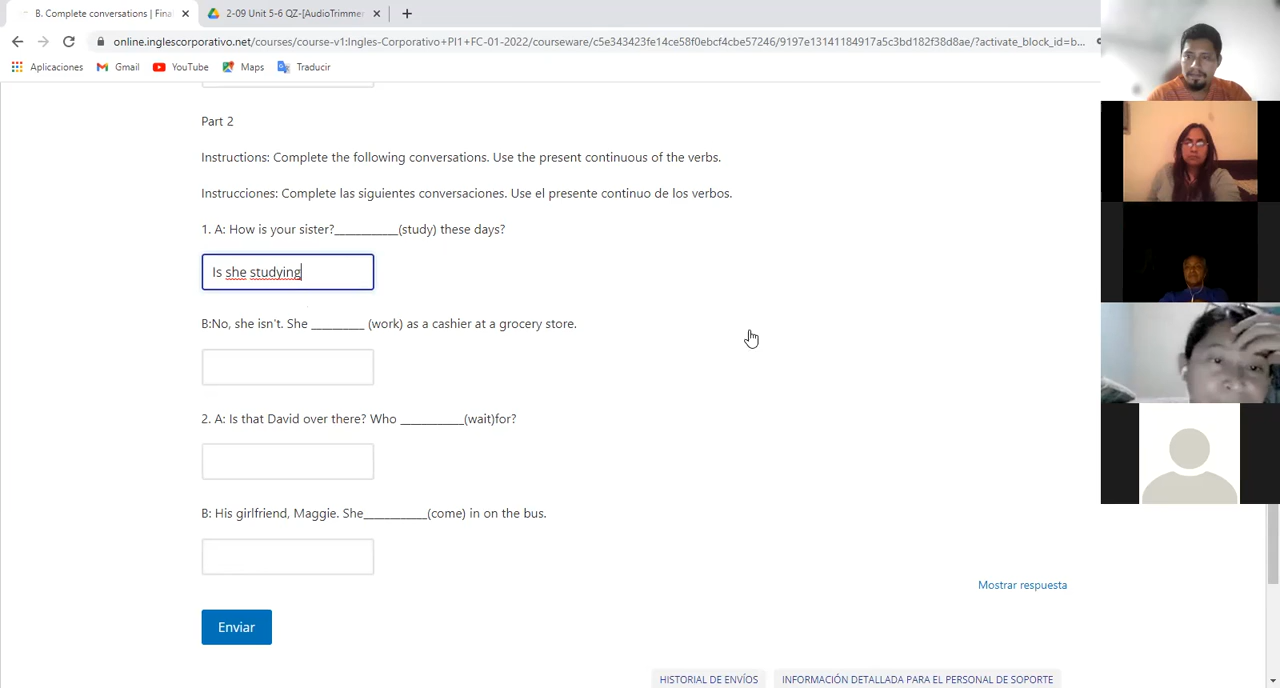 B. Complete conversations | Fina
2-09 Unit 5-6 QZ-[AudioTrimme
online.inglescorporativo.net/courses/course-v1:Ingles-Corporativo+PI1+FC-01-2022/courseware/c5e343423fe14ce58f0ebcf4cbe57246/9197e13141184917a5c3bd182f38d8ae/?activate_block_id=b...
Aplicaciones Gmail YouTube Maps Traducir
Part 2
Instructions: Complete the following conversations. Use the present continuous of the verbs.
Instrucciones: Complete las siguientes conversaciones. Use el presente continuo de los verbos.
1. A: How is your sister?__________(study) these days?
Is she studying
B:No, she isn't. She ________ (work) as a cashier at a grocery store.
2. A: Is that David over there? Who __________(wait)for?
B: His girlfriend, Maggie. She__________(come) in on the bus.
Mostrar respuesta
Enviar
HISTORIAL DE ENVÍOS INFORMACIÓN DETALLADA PARA EL PERSONAL DE SOPORTE